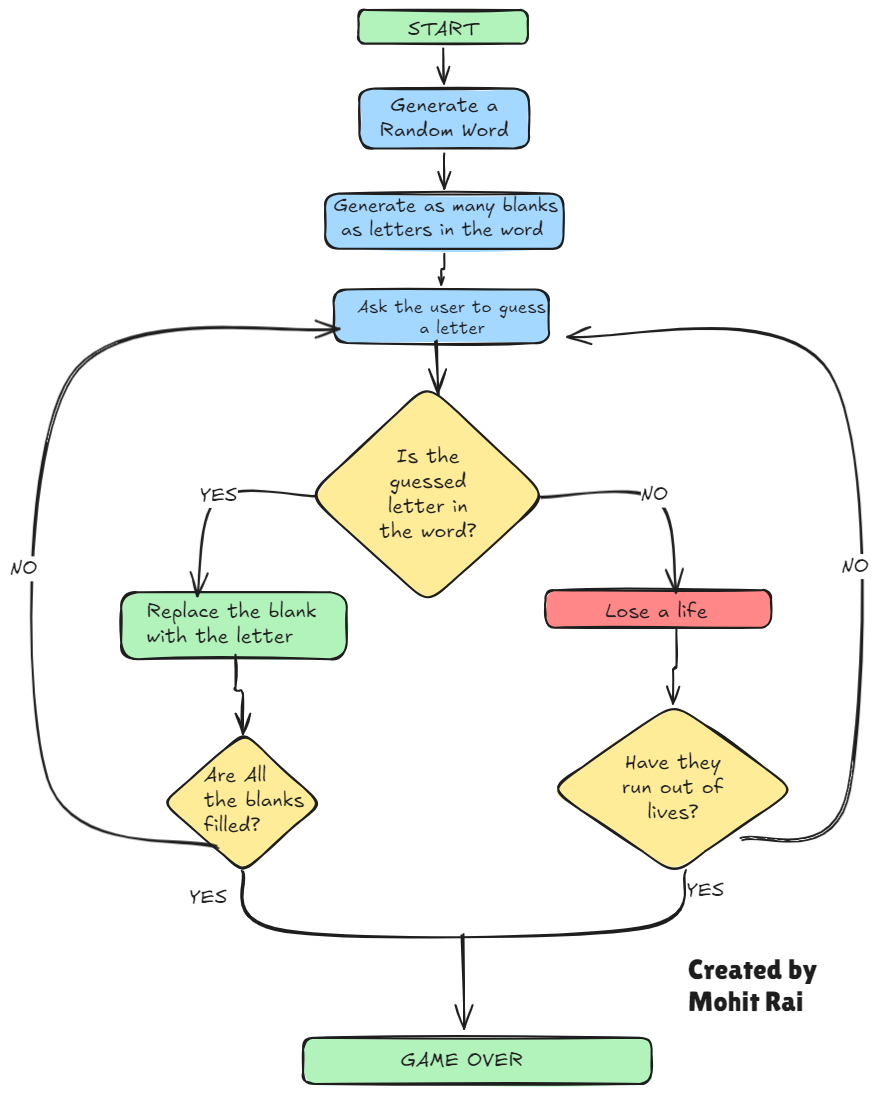 START
Generate a
Random Word
Generate as many blanks
as letters in the word
Ask the user to guess
a letter
Is the
guessed
letter in
the word?
YES
NO
NO
NO
Replace the blank
with the letter
Lose a life
Are All
the blanks
filled?
Have they
run out of
lives?
YES
YES
Created by
Mohit Rai
GAME OVER